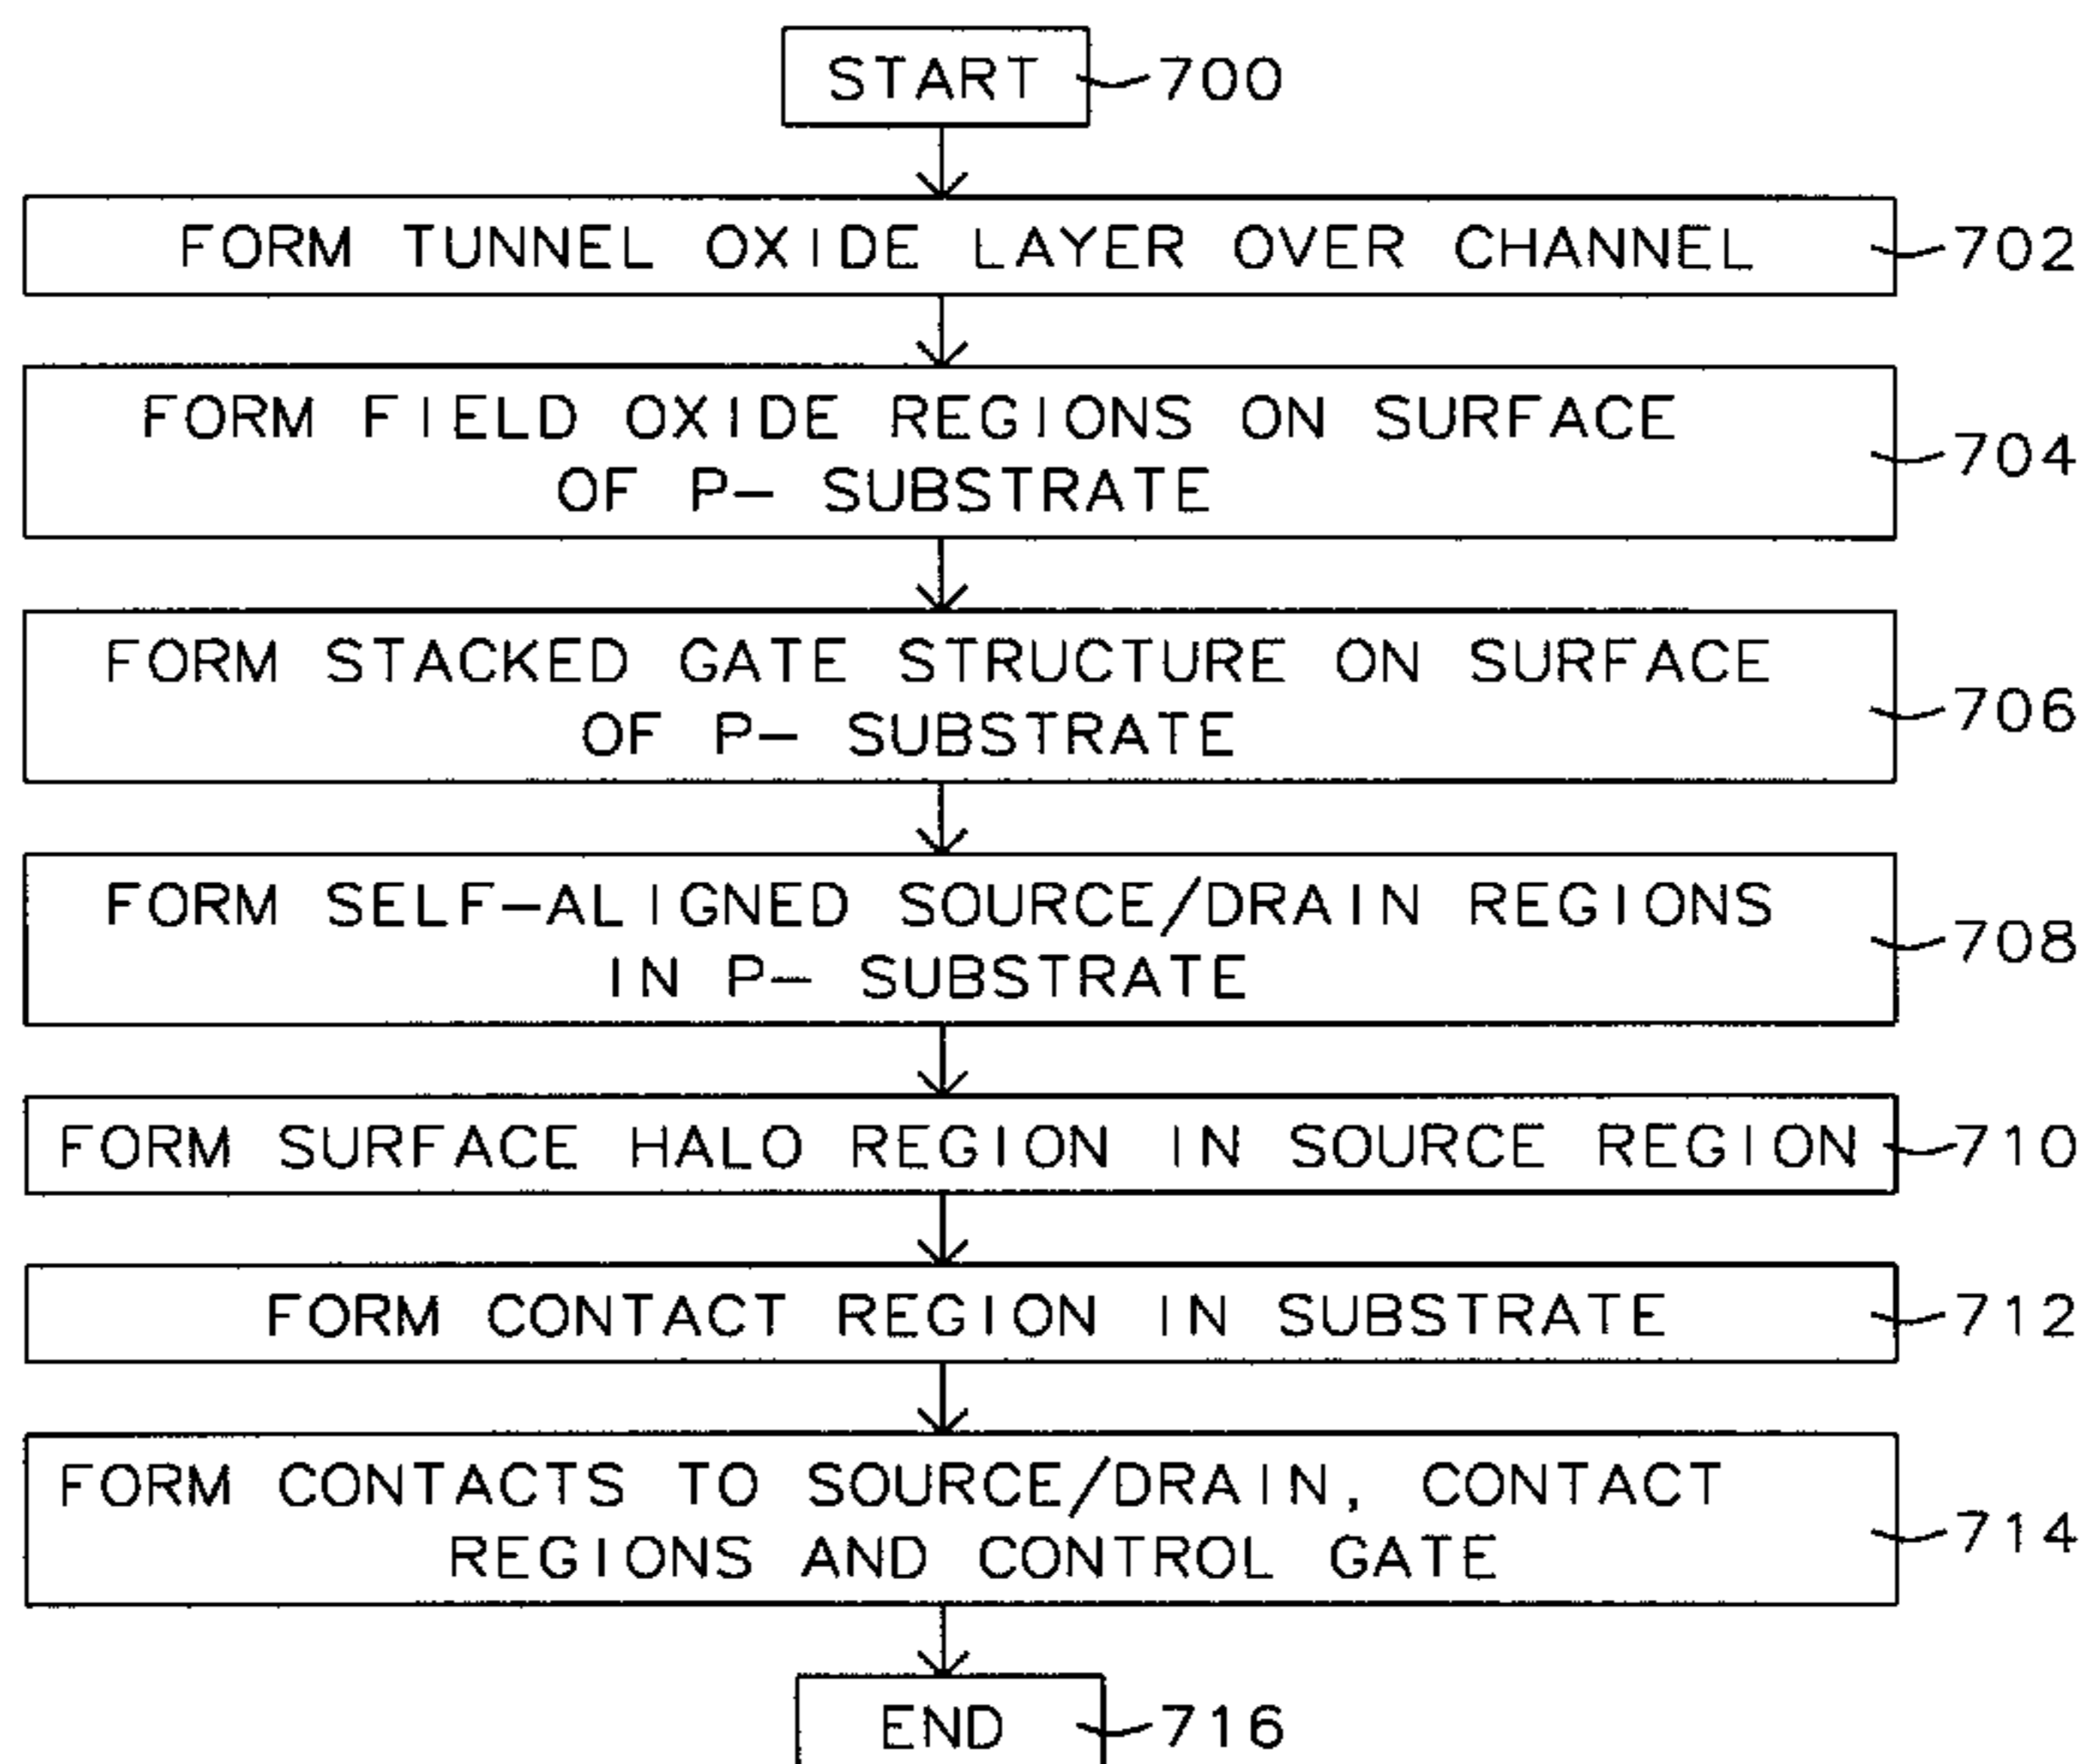 START 700
FORM TUNNEL OXIDE LAYER OVER CHANNEL 702
FORM FIELD OXIDE REGIONS ON SURFACE
OF P- SUBSTRATE 704
FORM STACKED GATE STRUCTURE ON SURFACE
OF P- SUBSTRATE 706
FORM SELF-ALIGNED SOURCE/DRAIN REGIONS
IN P- SUBSTRATE 708
FORM SURFACE HALO REGION IN SOURCE REGION 710
FORM CONTACT REGION IN SUBSTRATE 712
FORM CONTACTS TO SOURCE/DRAIN, CONTACT
REGIONS AND CONTROL GATE 714
END 716